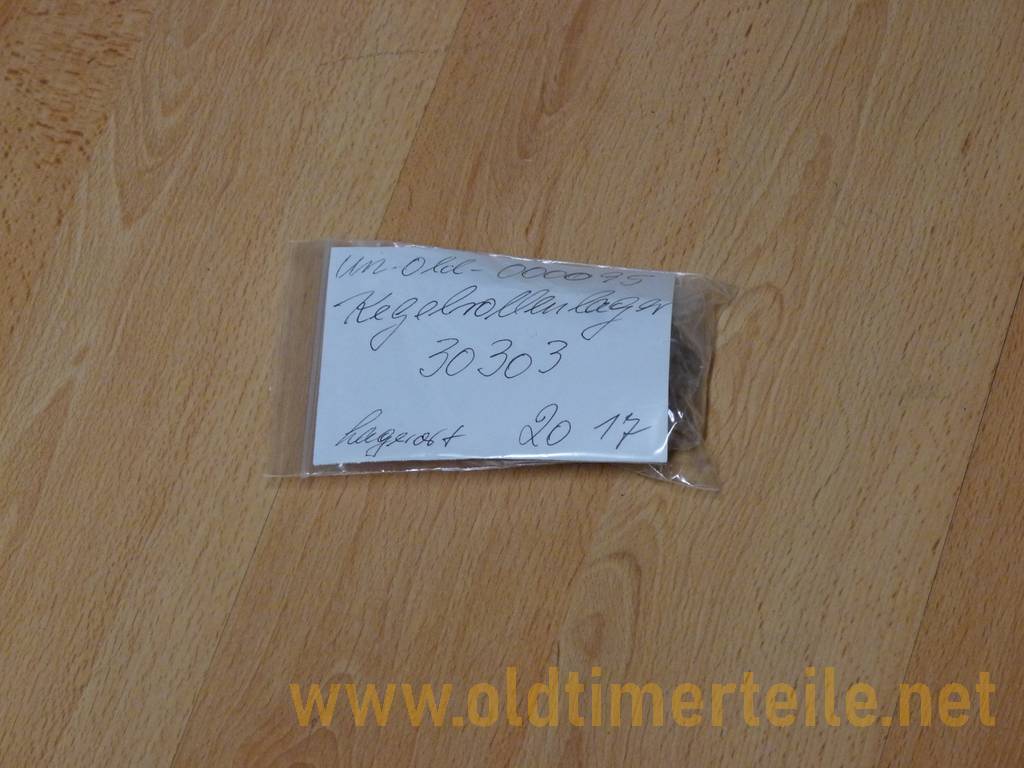 un-old-000095
Kegelrollenlager
30303
Lagerort 20 17
www.oldtimerteile.net